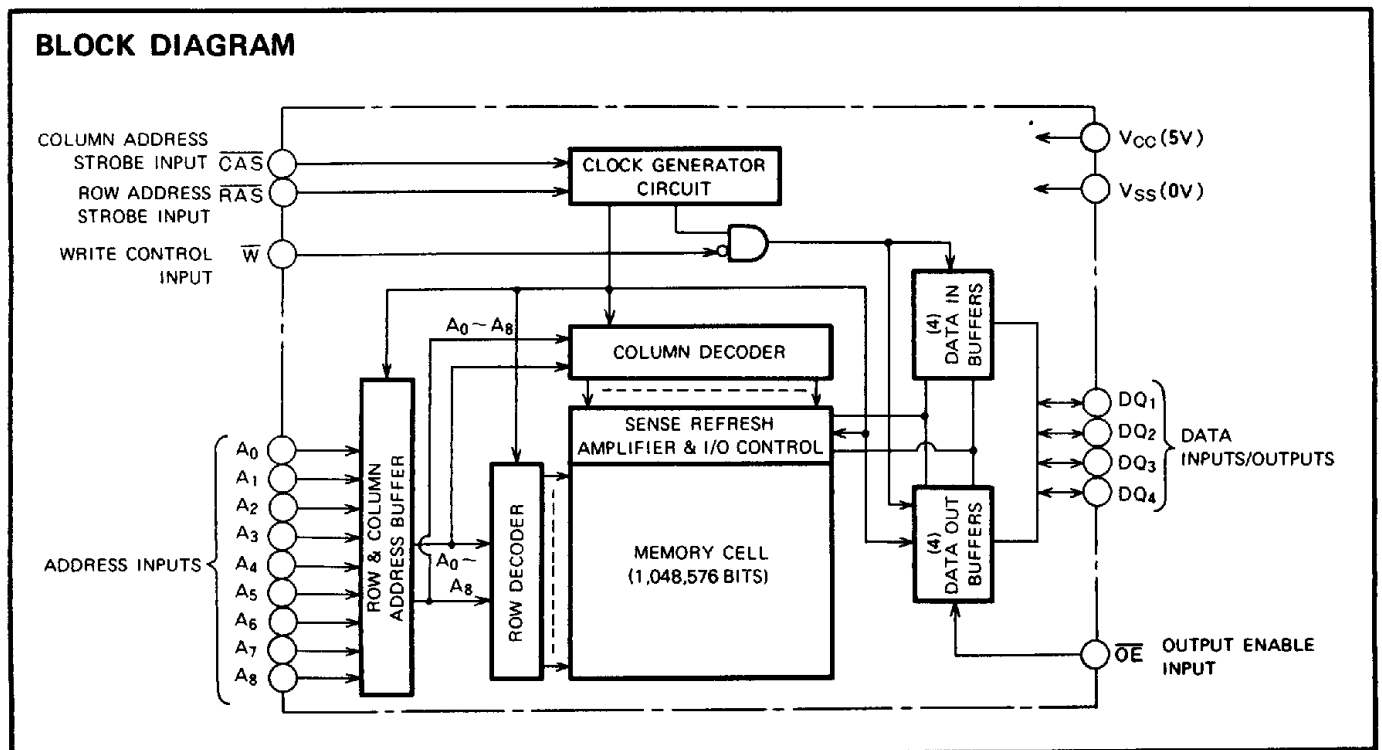 BLOCK DIAGRAM
COLUMN ADDRESS
STROBE INPUT C̅A̅S̅
ROW ADDRESS R̅A̅S̅
STROBE INPUT
WRITE CONTROL W̅
INPUT
CLOCK GENERATOR
CIRCUIT
VCC(5V)
VSS(0V)
A0~A8
COLUMN DECODER
(4)
DATA IN
BUFFERS
SENSE REFRESH
AMPLIFIER & I/O CONTROL
DQ1
DQ2
DQ3
DQ4
DATA
INPUTS/OUTPUTS
ADDRESS INPUTS
A0
A1
A2
A3
A4
A5
A6
A7
A8
ROW & COLUMN
ADDRESS BUFFER
A0~
A8
ROW DECODER
MEMORY CELL
(1,048,576 BITS)
(4)
DATA OUT
BUFFERS
O̅E̅ OUTPUT ENABLE
INPUT